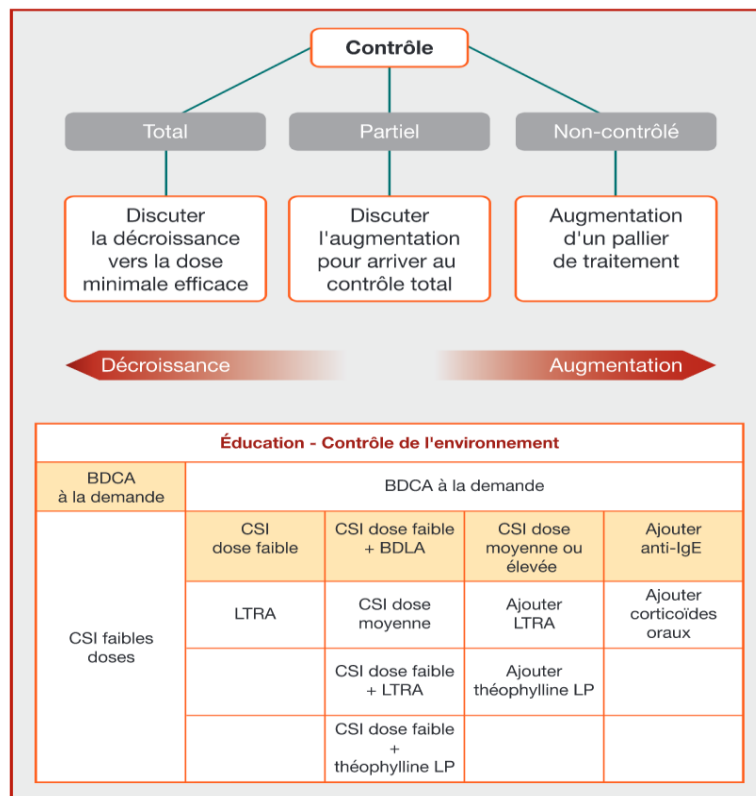 Contrôle
Total
Partiel
Non-contrôlé
Discuter
la décroissance
vers la dose
minimale efficace
Discuter
l'augmentation
pour arriver au
contrôle total
Augmentation
d'un pallier
de traitement
Décroissance
Augmentation
Éducation - Contrôle de l'environnement
BDCA
à la demande
BDCA à la demande
CSI faibles
doses
CSI
dose faible
CSI dose faible
+ BDLA
CSI dose
moyenne ou
élevée
Ajouter
anti-IgE
LTRA
CSI dose
moyenne
Ajouter
LTRA
Ajouter
corticoïdes
oraux
CSI dose faible
+ LTRA
Ajouter
théophylline LP
CSI dose faible
+
théophylline LP